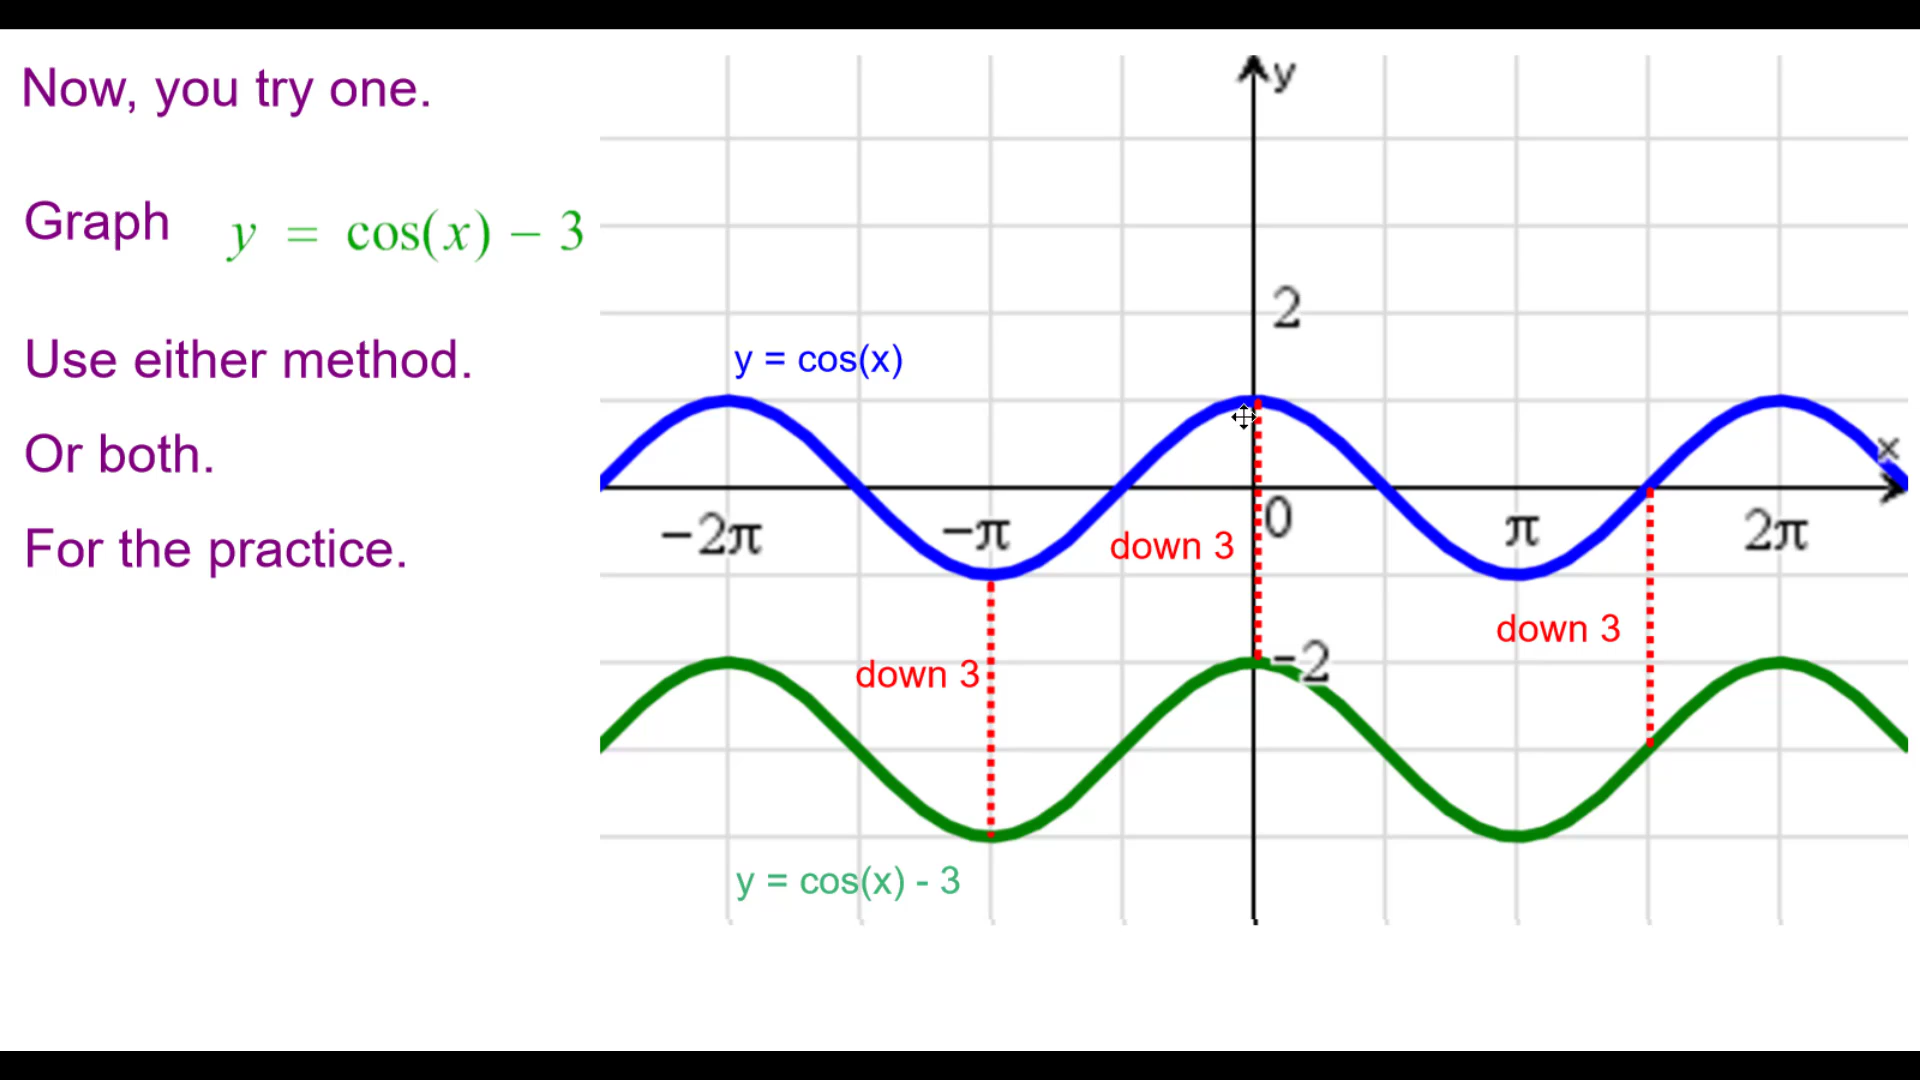 Now, you try one.
Graph y = cos(x) − 3
Use either method.
Or both.
For the practice.
y
2
y = cos(x)
x
−2π
−π
0
π
2π
down 3
down 3
down 3
−2
y = cos(x) - 3